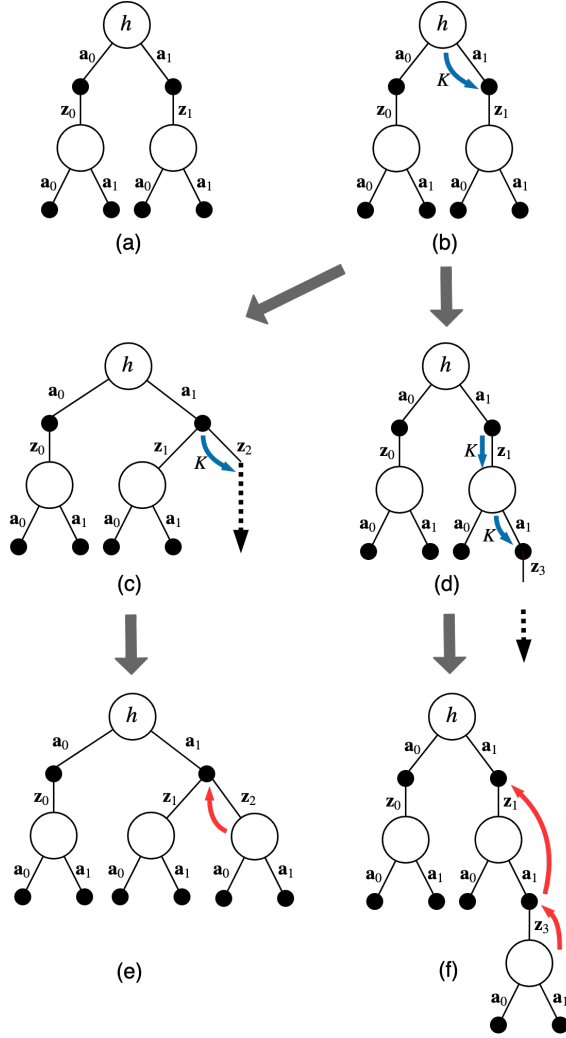 h
h
a₀
a₁
a₀
a₁
K
z₀
z₁
z₀
z₁
a₀
a₁
a₀
a₁
a₀
a₁
a₀
a₁
(a)
(b)
h
h
a₀
a₁
a₀
a₁
z₀
z₁
z₂
K
z₀
K
z₁
a₀
a₁
a₀
a₁
a₀
a₁
a₀
K
a₁
z₃
(c)
(d)
h
h
a₀
a₁
a₀
a₁
z₀
z₁
z₂
z₀
z₁
a₀
a₁
a₀
a₁
a₀
a₁
a₀
a₁
a₀
a₁
z₃
(e)
(f)
a₀
a₁